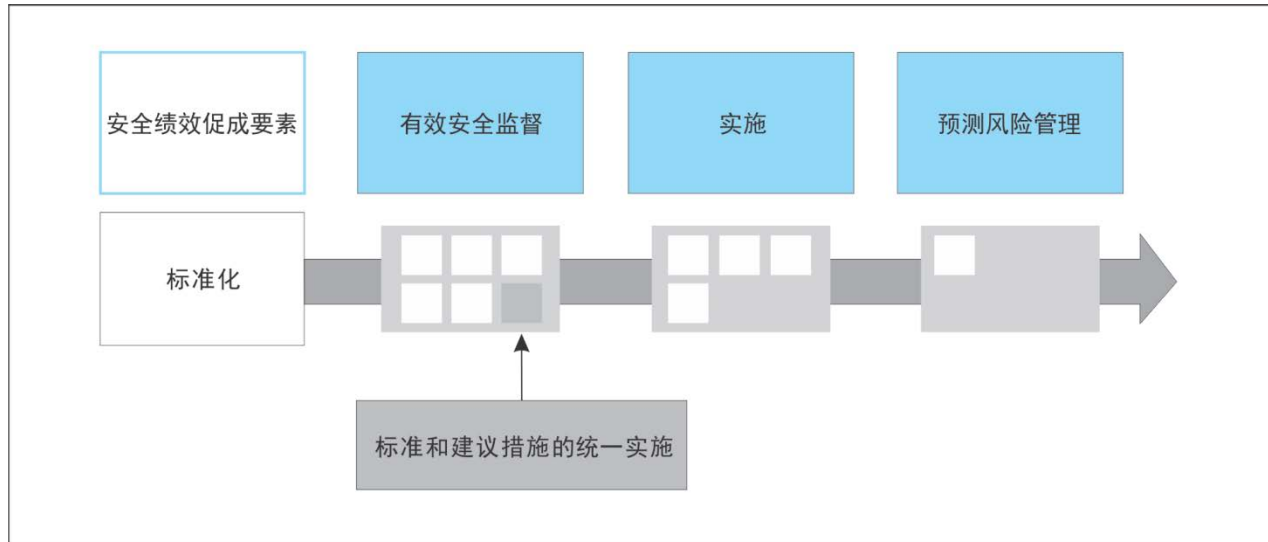 安全绩效促成要素
有效安全监督
实施
预测风险管理
标准化
标准和建议措施的统一实施